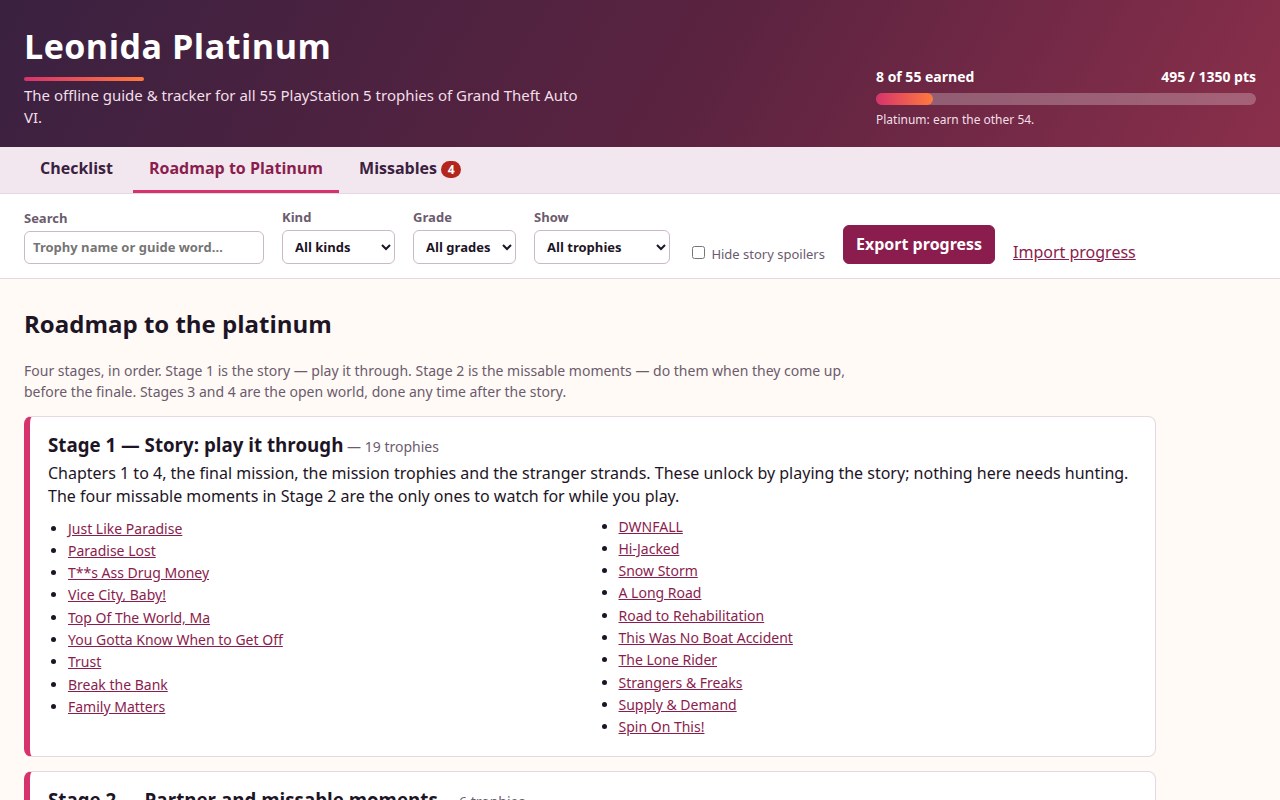 Leonida Platinum
The offline guide & tracker for all 55 PlayStation 5 trophies of Grand Theft Auto
VI.
8 of 55 earned
495 / 1350 pts
Platinum: earn the other 54.
Checklist
Roadmap to Platinum
Missables 4
Search
Trophy name or guide word...
Kind
All kinds
Grade
All grades
Show
All trophies
Hide story spoilers
Export progress
Import progress
Roadmap to the platinum
Four stages, in order. Stage 1 is the story — play it through. Stage 2 is the missable moments — do them when they come up,
before the finale. Stages 3 and 4 are the open world, done any time after the story.
Stage 1 — Story: play it through — 19 trophies
Chapters 1 to 4, the final mission, the mission trophies and the stranger strands. These unlock by playing the story; nothing here needs hunting.
The four missable moments in Stage 2 are the only ones to watch for while you play.
Just Like Paradise
Paradise Lost
T**s Ass Drug Money
Vice City, Baby!
Top Of The World, Ma
You Gotta Know When to Get Off
Trust
Break the Bank
Family Matters
DWNFALL
Hi-Jacked
Snow Storm
A Long Road
Road to Rehabilitation
This Was No Boat Accident
The Lone Rider
Strangers & Freaks
Supply & Demand
Spin On This!
Stage 2 — Partner and missable moments — 6 trophies